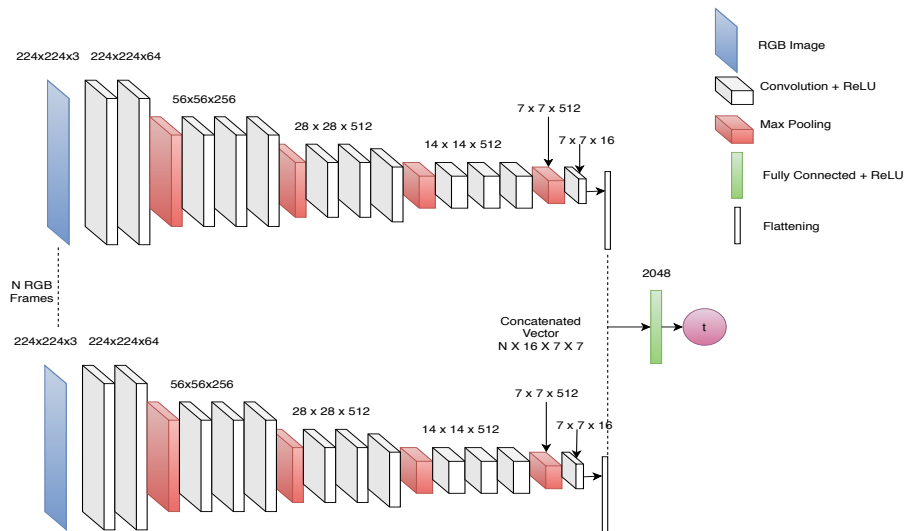 224x224x3
224x224x64
56x56x256
28 x 28 x 512
14 x 14 x 512
7 x 7 x 512
7 x 7 x 16
RGB Image
Convolution + ReLU
Max Pooling
Fully Connected + ReLU
Flattening
N RGB
Frames
2048
t
Concatenated
Vector
N X 16 X 7 X 7
224x224x3
224x224x64
56x56x256
28 x 28 x 512
14 x 14 x 512
7 x 7 x 512
7 x 7 x 16